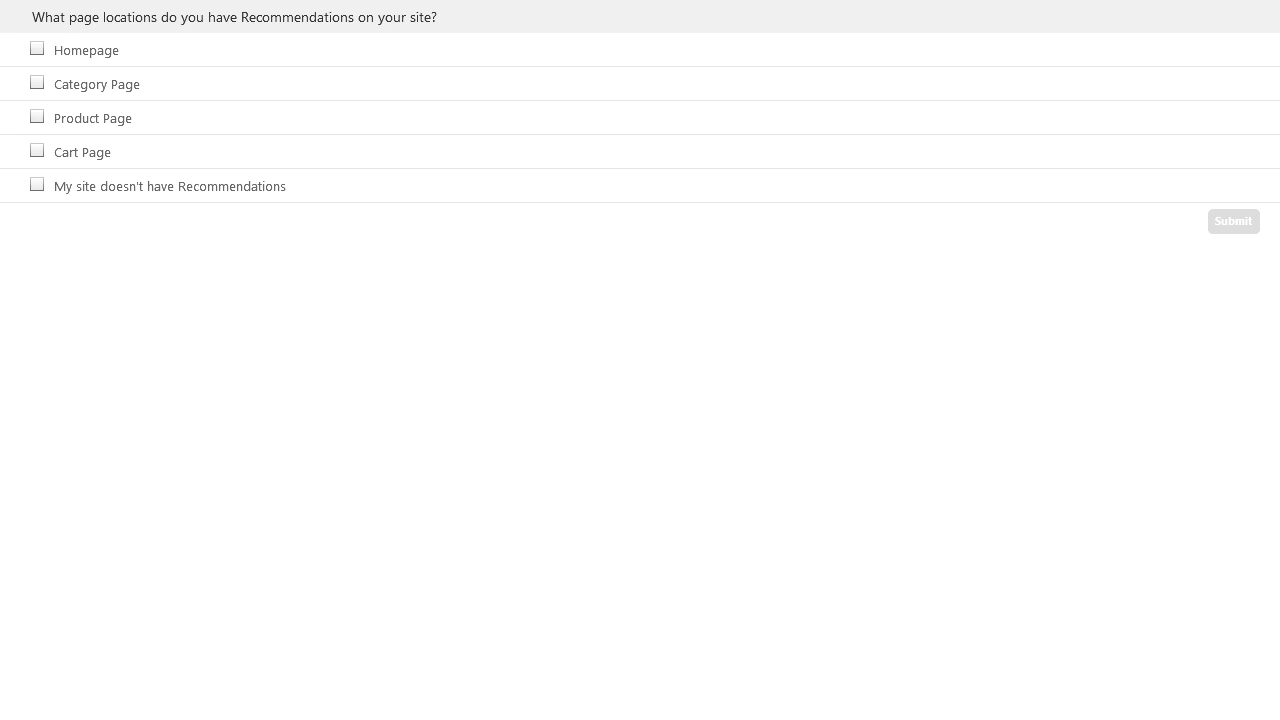 What page locations do you have Recommendations on your site?
Homepage
Category Page
Product Page
Cart Page
My site doesn't have Recommendations
Submit